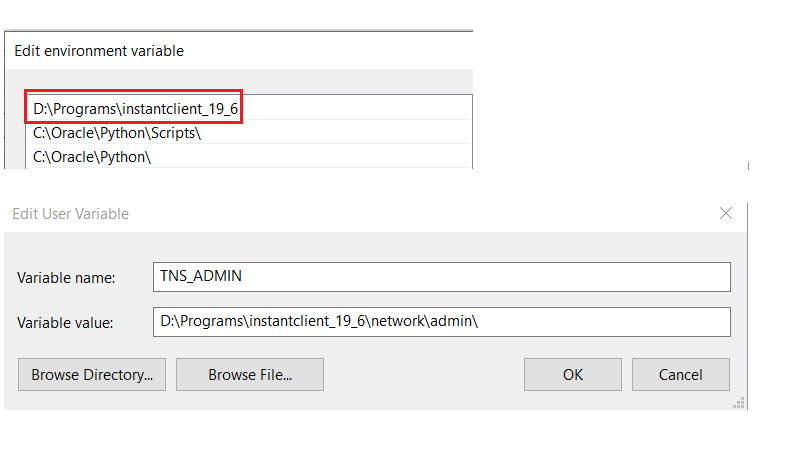 Edit environment variable
D:\Programs\instantclient_19_6
C:\Oracle\Python\Scripts\
C:\Oracle\Python\
Edit User Variable
Variable name: TNS_ADMIN
Variable value: D:\Programs\instantclient_19_6\network\admin\
Browse Directory... Browse File... OK Cancel